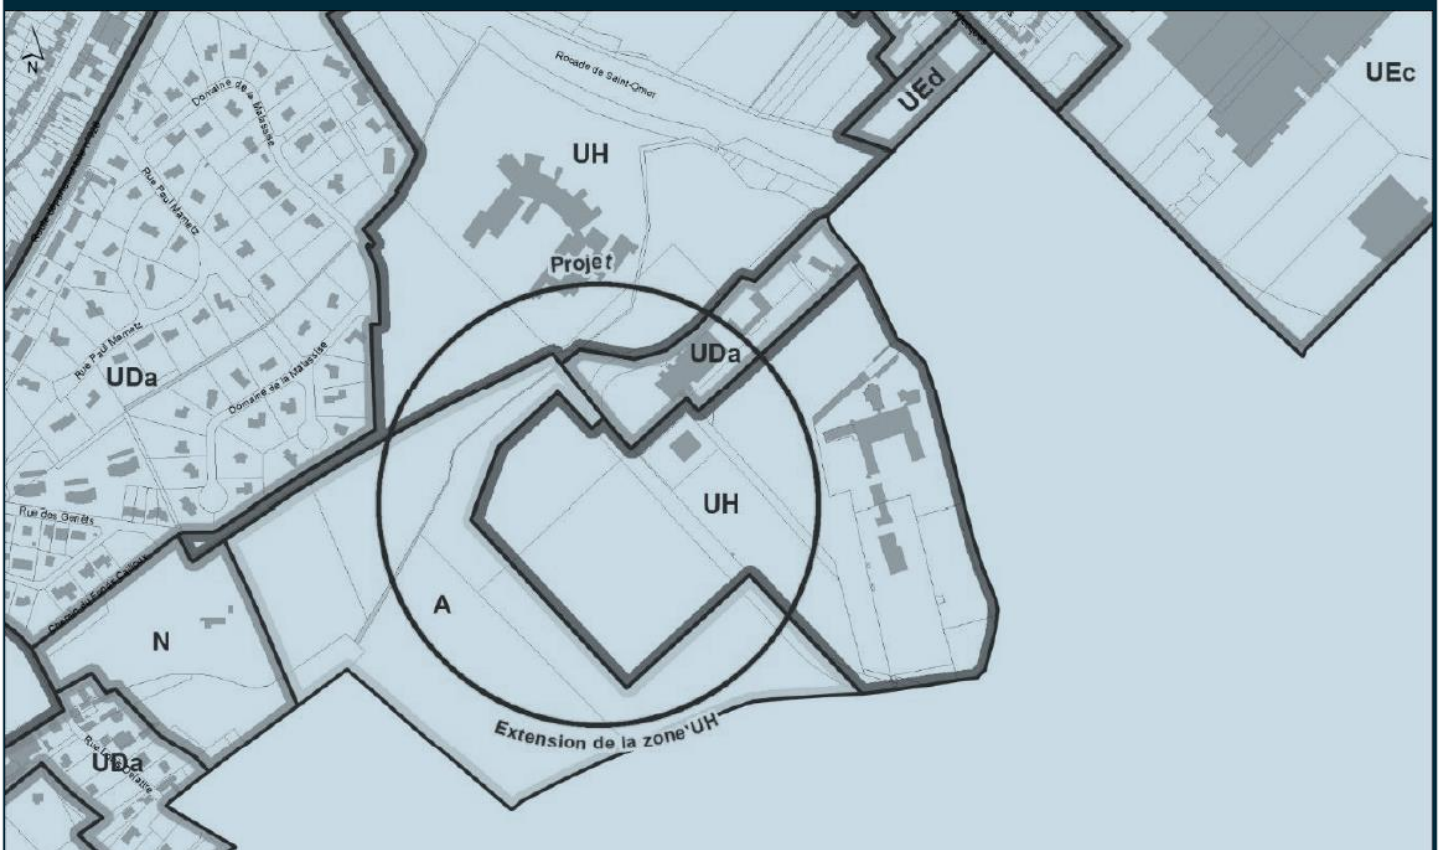 N
Domaine de la Malassise
Rocade de Saint-Omer
UEd
UEc
UH
Rue Paul Mametz
Projet
Rue Paul Mametz
UDa
Domaine de la Malassise
UDa
UH
Rue des Genêts
A
N
Extension de la zone UH
UDa